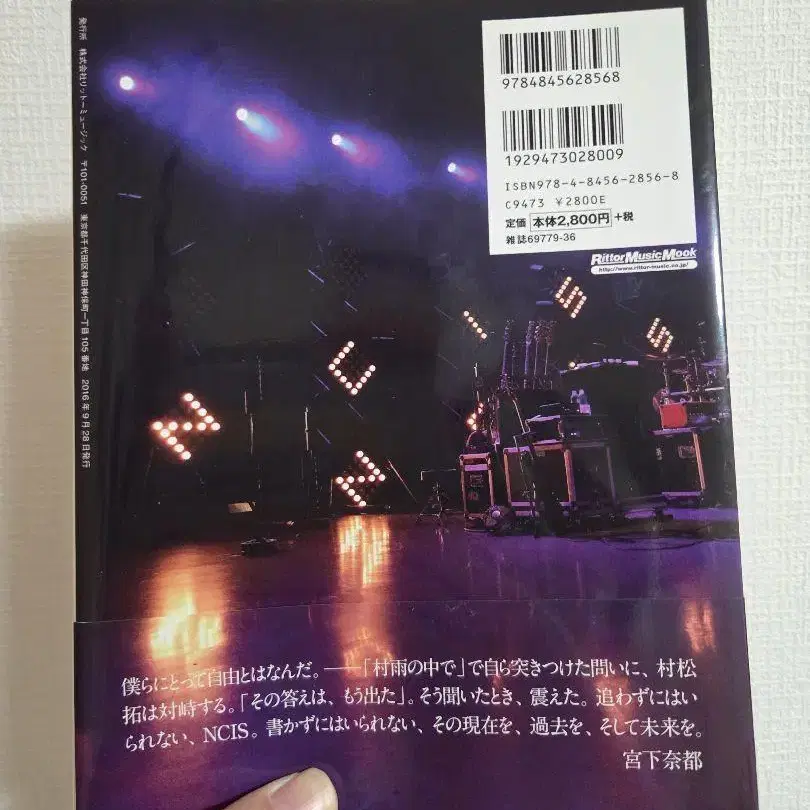 発行所 株式会社リットーミュージック 〒101-0051 東京都千代田区神田神保町一丁目105番地 2016年9月28日発行
9784845628568
1929473028009
ISBN978-4-8456-2856-8
C9473 ¥2800E
定価 本体2,800円 +税
雑誌69779-36
RittorMusicMook
http://www.rittor-music.co.jp/
僕らにとって自由とはなんだ。――「村雨の中で」で自ら突きつけた問いに、村松
拓は対峙する。「その答えは、もう出た」。そう聞いたとき、震えた。追わずにはい
られない、NCIS。書かずにはいられない、その現在を、過去を、そして未来を。
宮下奈都